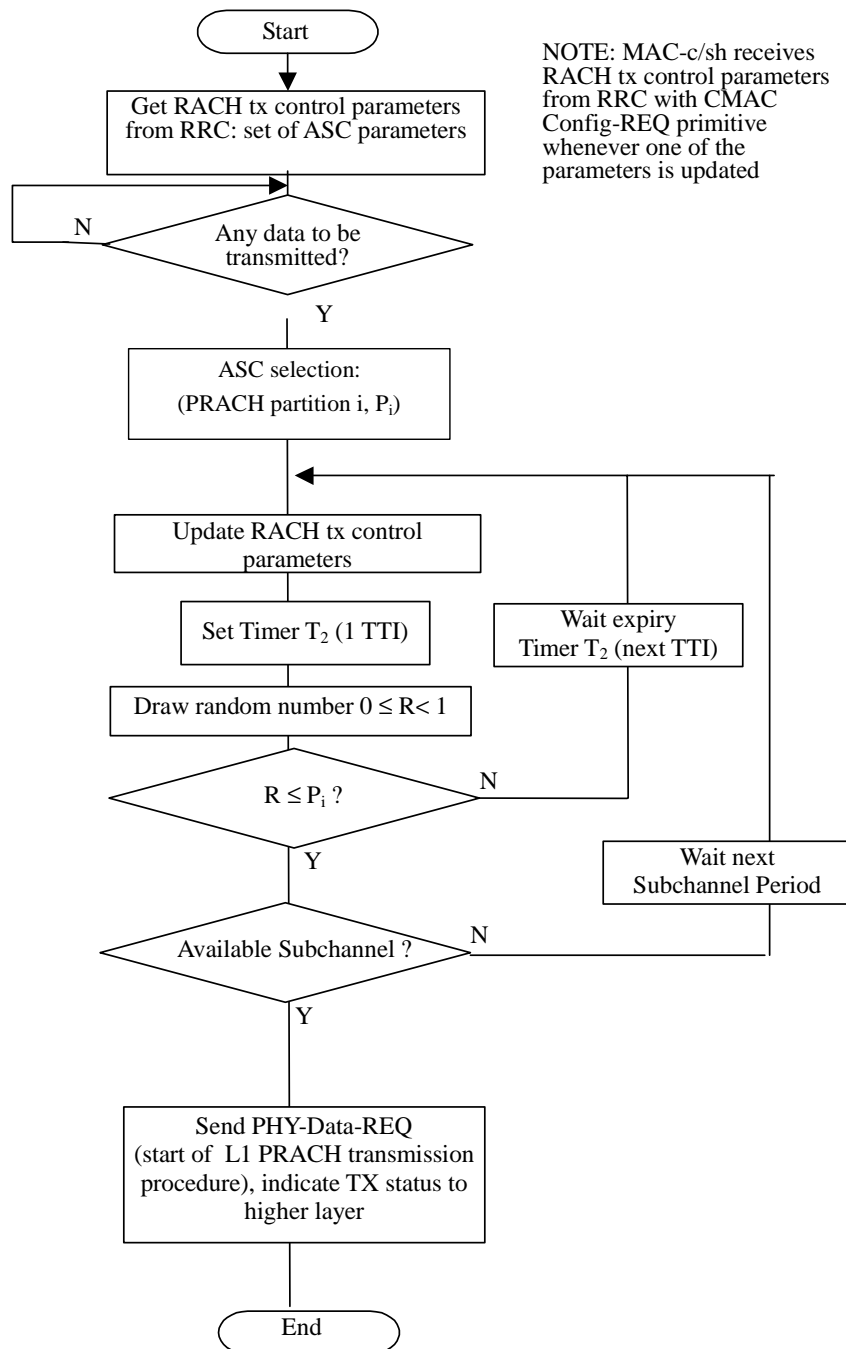 Start
NOTE: MAC-c/sh receives
RACH tx control parameters
from RRC with CMAC
Config-REQ primitive
whenever one of the
parameters is updated
Get RACH tx control parameters
from RRC: set of ASC parameters
N
Any data to be
transmitted?
Y
ASC selection:
(PRACH partition i, Pᵢ)
Update RACH tx control
parameters
Wait expiry
Timer T₂ (next TTI)
Set Timer T₂ (1 TTI)
Draw random number 0 ≤ R< 1
N
R ≤ Pᵢ ?
Y
Wait next
Subchannel Period
N
Available Subchannel ?
Y
Send PHY-Data-REQ
(start of L1 PRACH transmission
procedure), indicate TX status to
higher layer
End